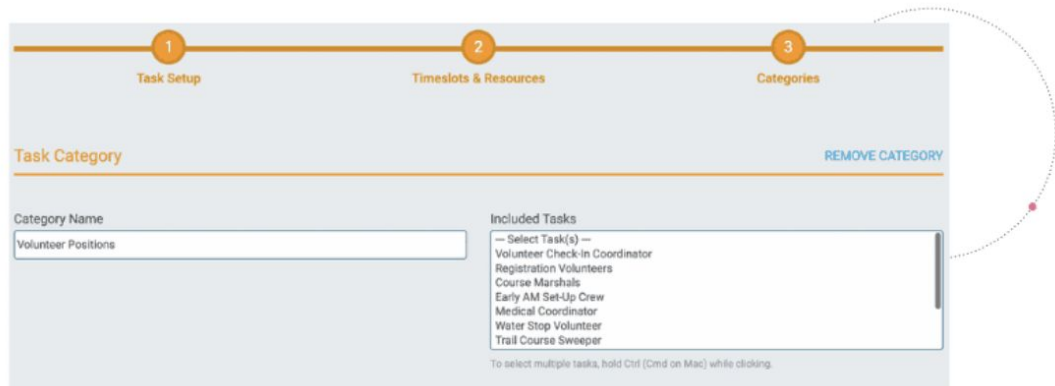 1
2
3
Task Setup
Timeslots & Resources
Categories
Task Category
REMOVE CATEGORY
Category Name
Volunteer Positions
Included Tasks
— Select Task(s) —
Volunteer Check-In Coordinator
Registration Volunteers
Course Marshals
Early AM Set-Up Crew
Medical Coordinator
Water Stop Volunteer
Trail Course Sweeper
To select multiple tasks, hold Ctrl (Cmd on Mac) while clicking.